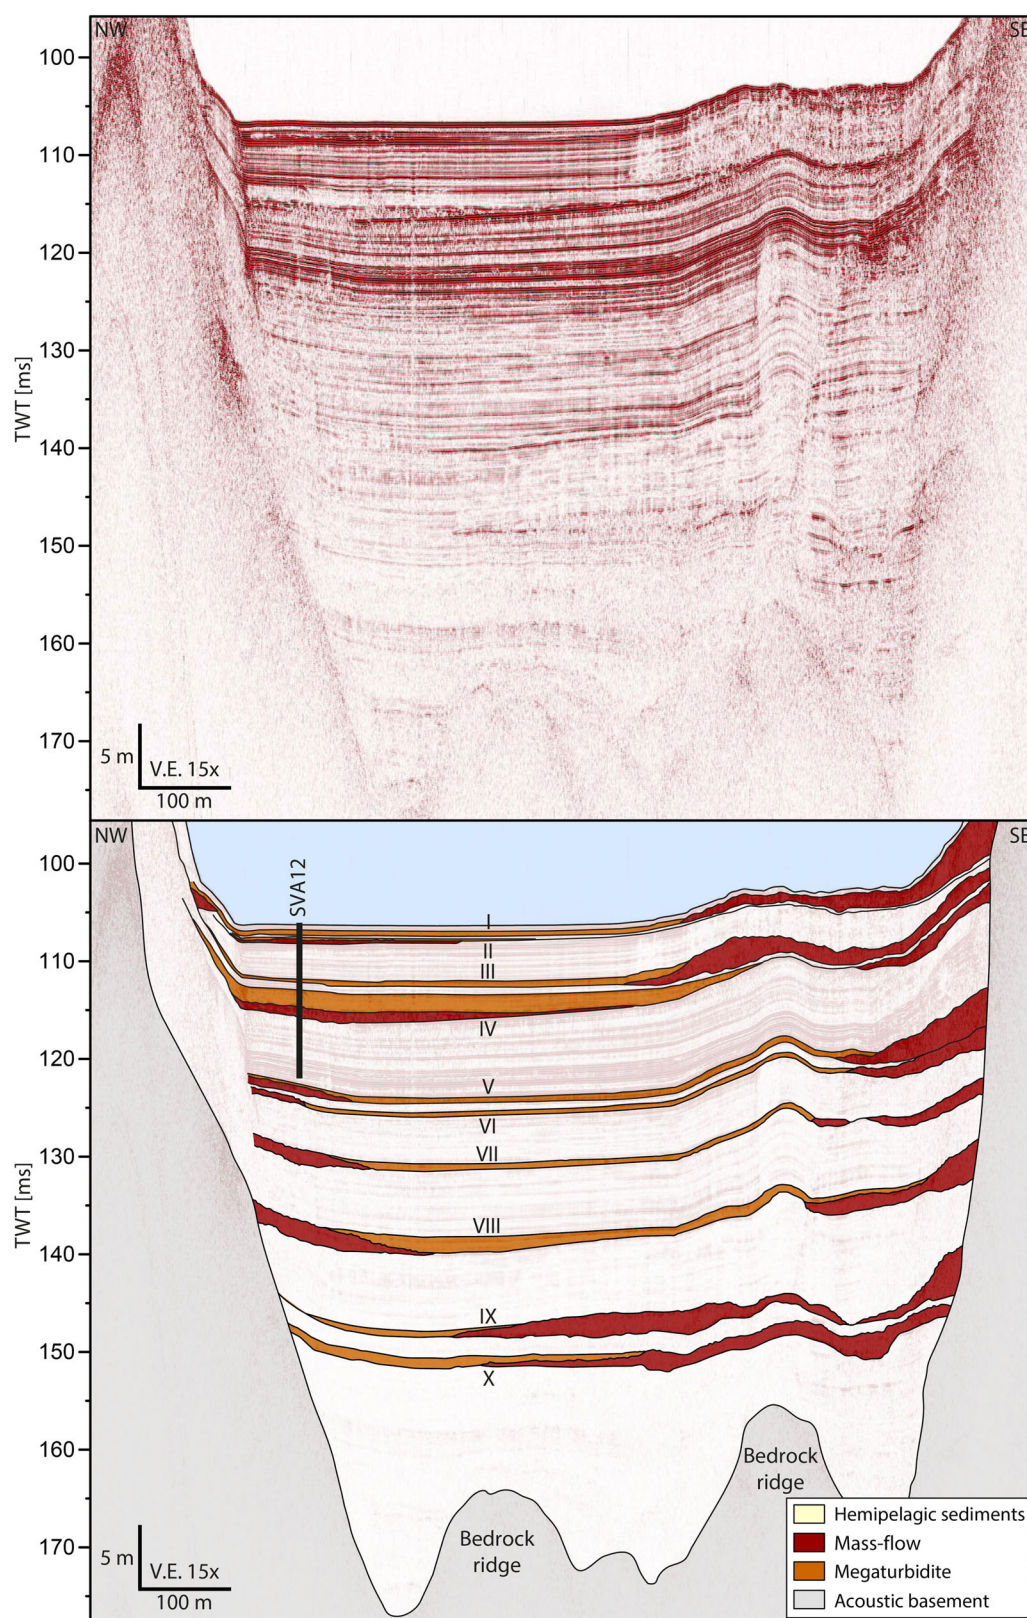 NW
SE
100
110
120
130
140
150
160
170
TWT [ms]
5 m
V.E. 15x
100 m
NW
SE
100
110
120
130
140
150
160
170
TWT [ms]
SVA12
I
II
III
IV
V
VI
VII
VIII
IX
X
Bedrock
ridge
Bedrock
ridge
5 m
V.E. 15x
100 m
Hemipelagic sediments
Mass-flow
Megaturbidite
Acoustic basement